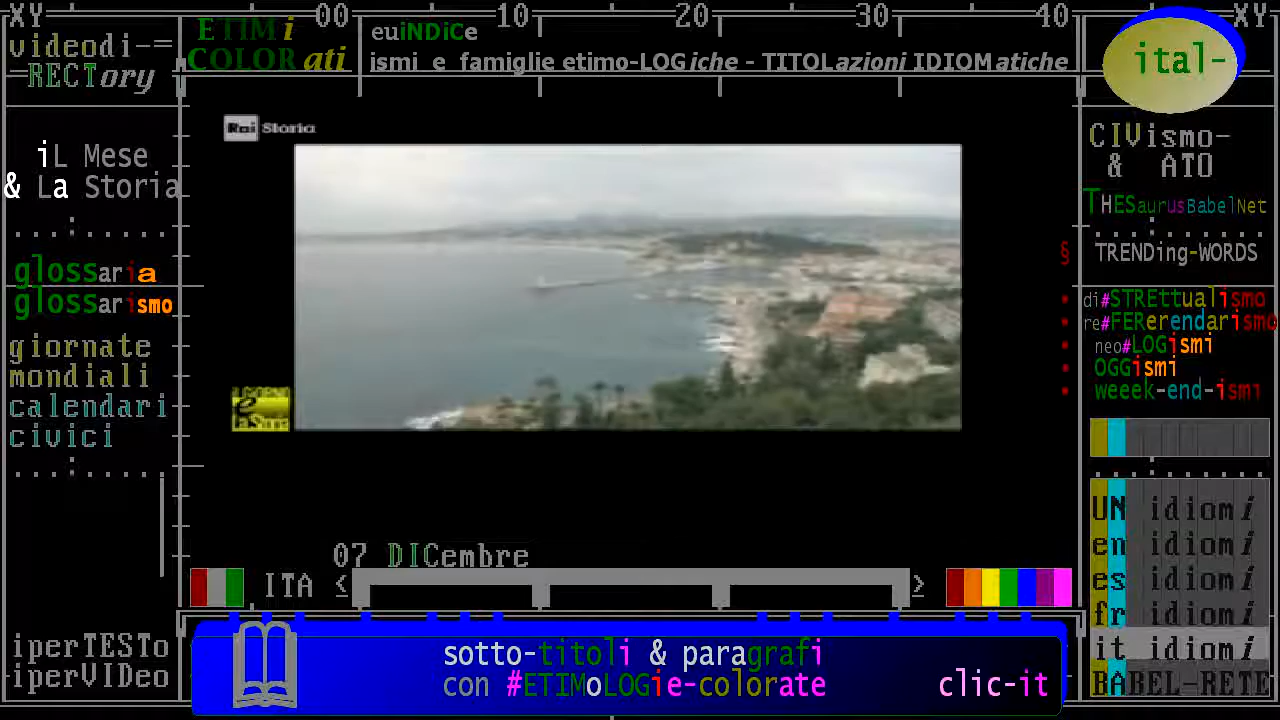 XY 00 10 20 30 40 XY
videodi-=
=RECTory
ETIMi
COLORati
euiNDiCe
ismi e famiglie etimo-LOGiche - TITOLazioni IDIOMatiche
ital-
iL Mese
& La Storia
...:.....
glossaria
glossarismo
giornate
mondiali
calendari
civici
...:.....
iperTESTo
iperVIDeo
Rai Storia
07 DICembre
ITA < >
sotto-titoli & paragrafi
con #ETIMoLOGie-colorate
clic-it
CIVismo-
& ATO
THESaurusBabelNet
...:.......
TRENDing-WORDS
§
di#STREttualismo
re#FERerendarismo
neo#LOGismi
OGGismi
weeek-end-ismi
...:.......
UN idiomi
en idiomi
es idiomi
fr idiomi
it idiomi
BABEL-RETE